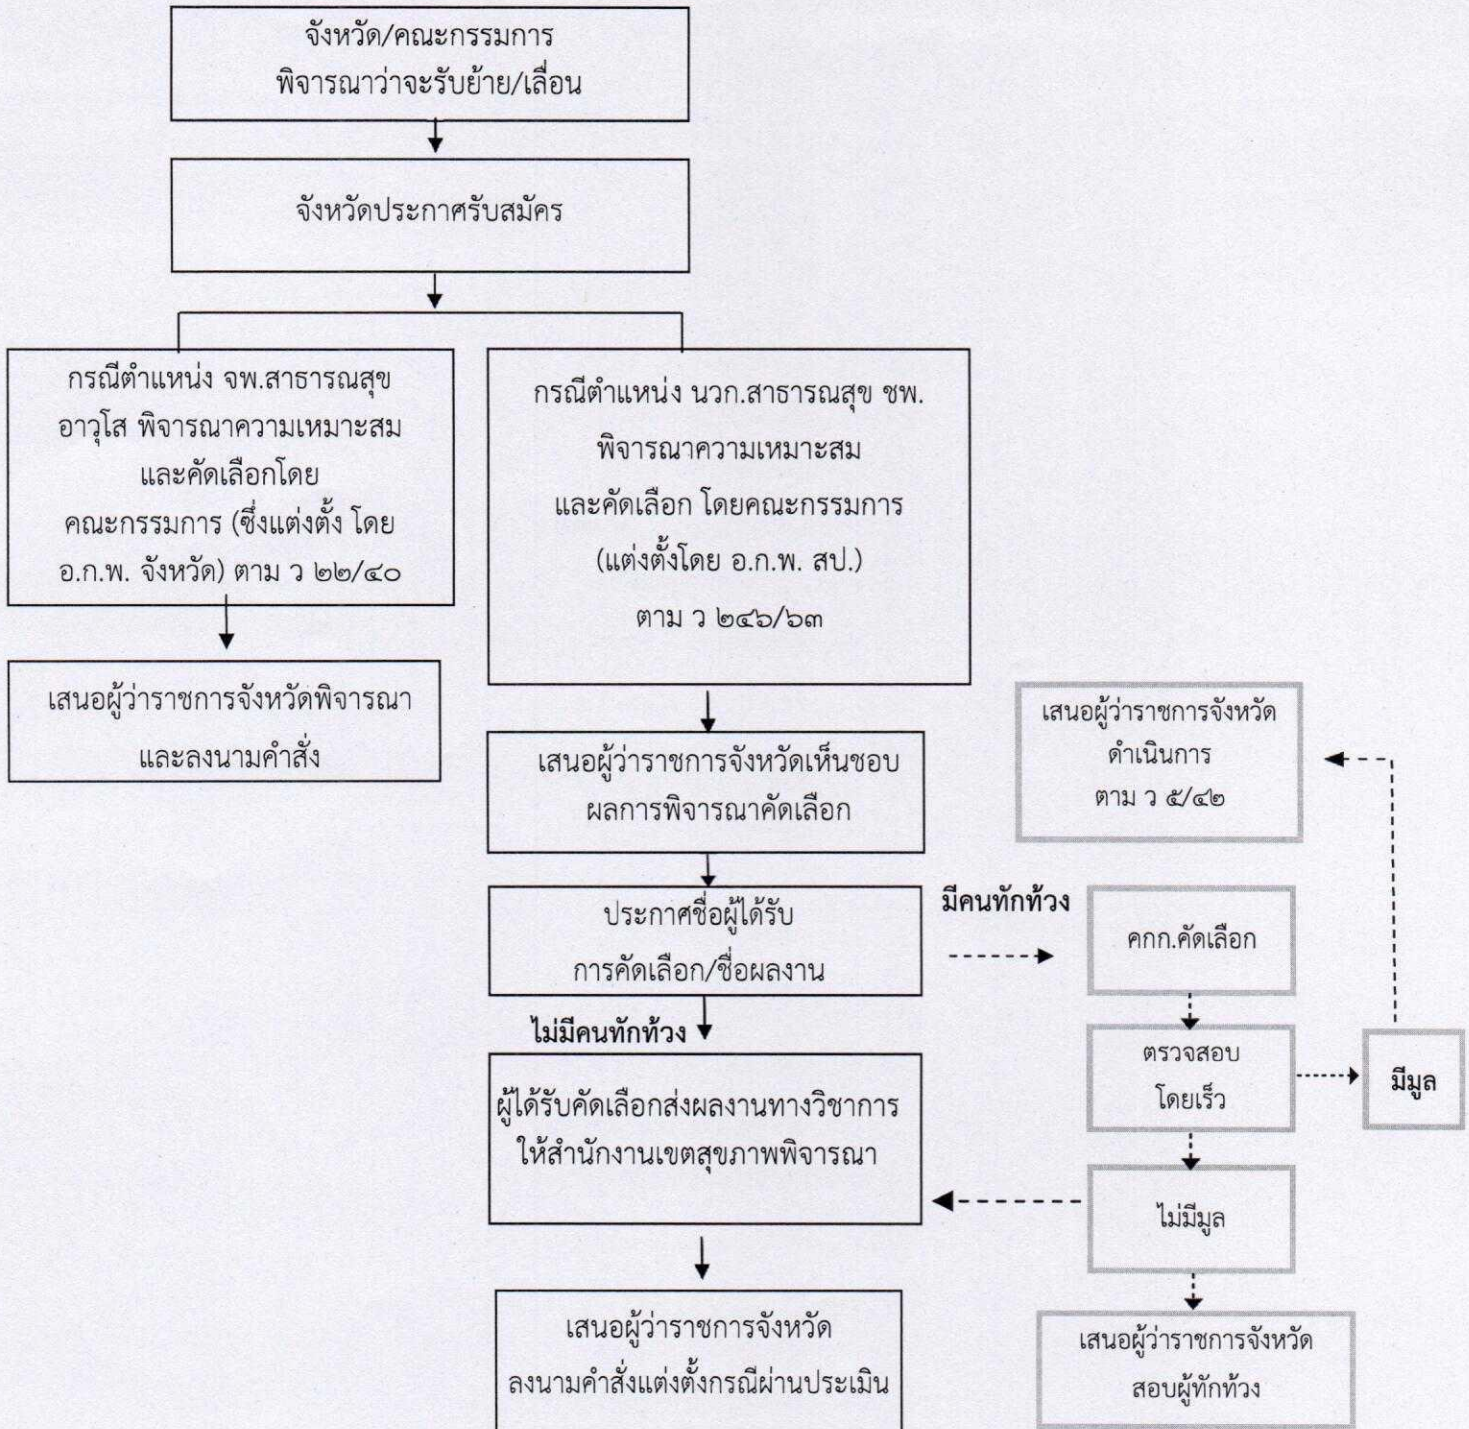 จังหวัด/คณะกรรมการ
พิจารณาว่าจะรับย้าย/เลื่อน
จังหวัดประกาศรับสมัคร
กรณีตำแหน่ง จพ.สาธารณสุข
อาวุโส พิจารณาความเหมาะสม
และคัดเลือกโดย
คณะกรรมการ (ซึ่งแต่งตั้ง โดย
อ.ก.พ. จังหวัด) ตาม ว ๒๒/๔๐
กรณีตำแหน่ง นวก.สาธารณสุข ชพ.
พิจารณาความเหมาะสม
และคัดเลือก โดยคณะกรรมการ
(แต่งตั้งโดย อ.ก.พ. สป.)
ตาม ว ๒๔๖/๖๓
เสนอผู้ว่าราชการจังหวัดพิจารณา
และลงนามคำสั่ง
เสนอผู้ว่าราชการจังหวัดเห็นชอบ
ผลการพิจารณาคัดเลือก
เสนอผู้ว่าราชการจังหวัด
ดำเนินการ
ตาม ว ๕/๔๒
ประกาศชื่อผู้ได้รับ
การคัดเลือก/ชื่อผลงาน
มีคนทักท้วง
คกก.คัดเลือก
ไม่มีคนทักท้วง
ตรวจสอบ
โดยเร็ว
มีมูล
ผู้ได้รับคัดเลือกส่งผลงานทางวิชาการ
ให้สำนักงานเขตสุขภาพพิจารณา
ไม่มีมูล
เสนอผู้ว่าราชการจังหวัด
ลงนามคำสั่งแต่งตั้งกรณีผ่านประเมิน
เสนอผู้ว่าราชการจังหวัด
สอบผู้ทักท้วง